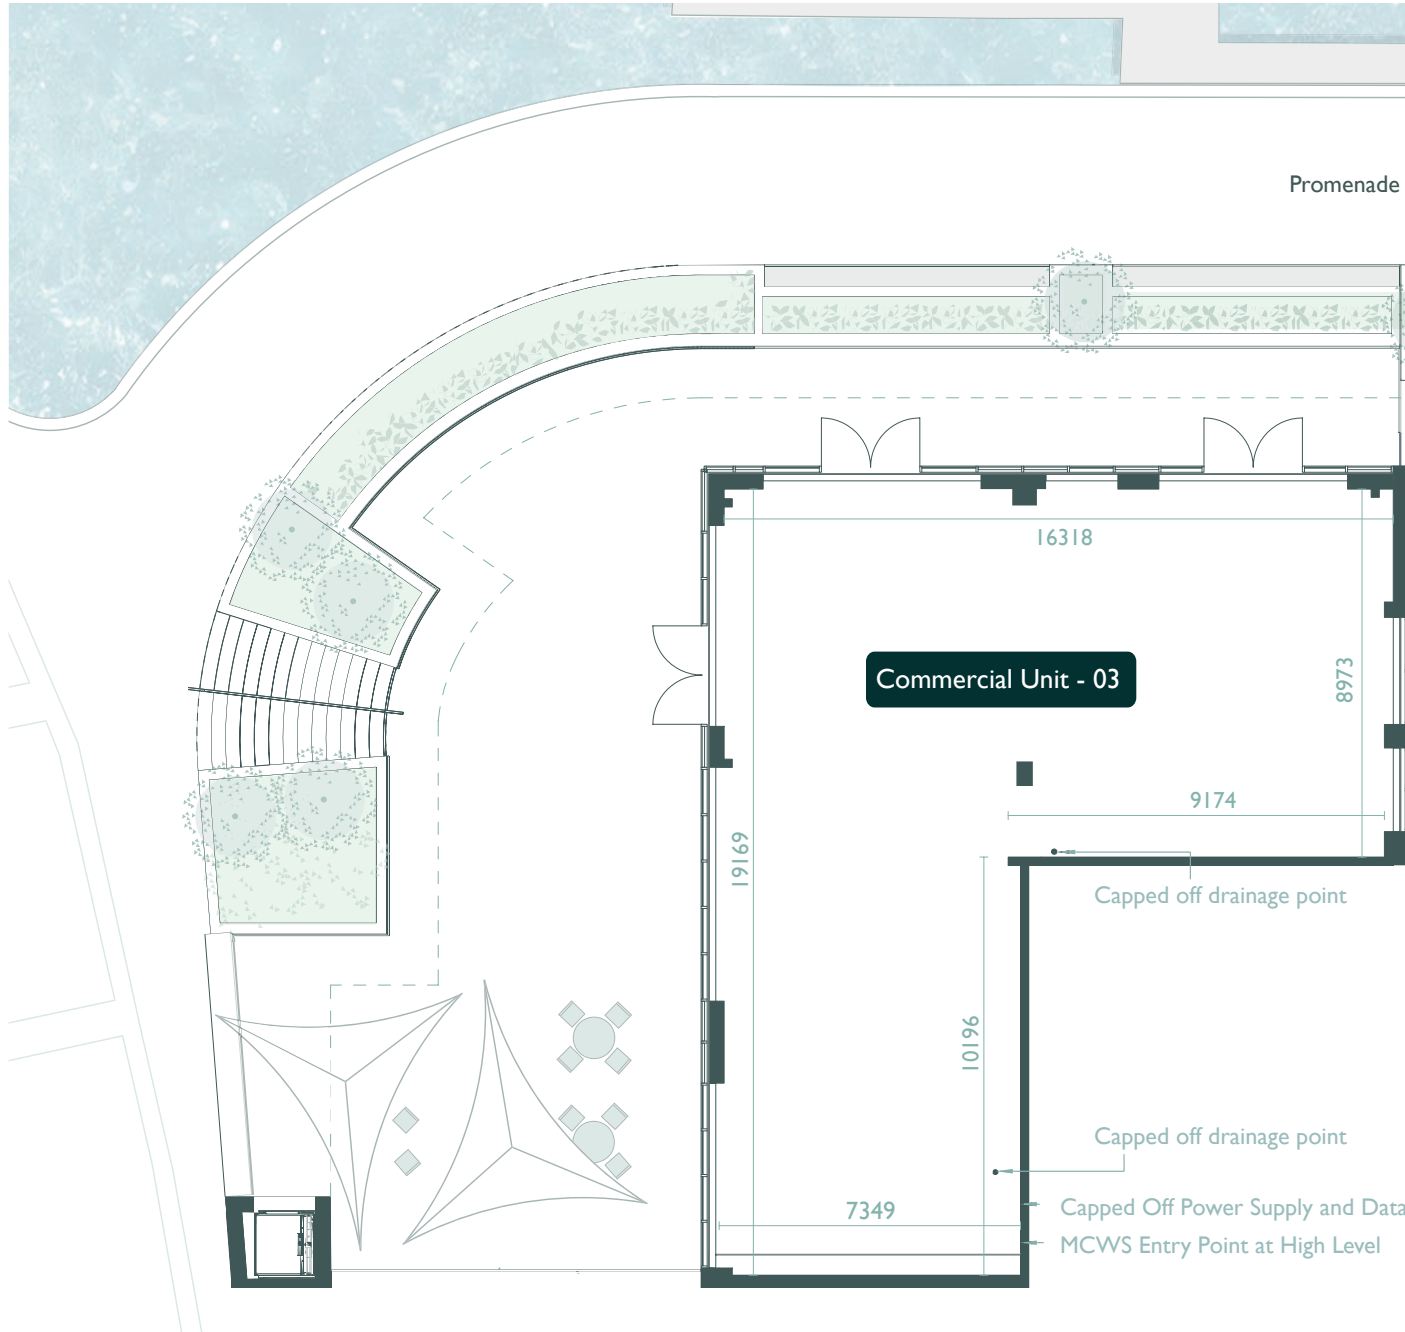 Promenade
16318
Commercial Unit - 03
8973
9174
19169
Capped off drainage point
10196
Capped off drainage point
7349
Capped Off Power Supply and Data
MCWS Entry Point at High Level